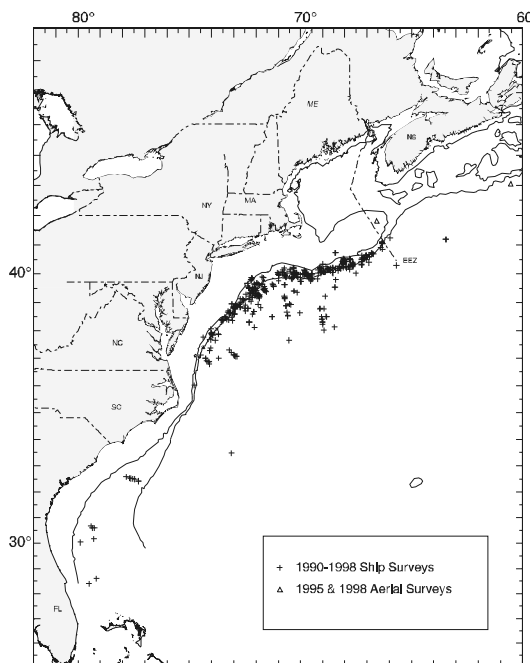 80° 70° 60
ME
NS
NY
MA
NJ
40°
EEZ
NC
SC
30°
+ 1990-1998 Ship Surveys
△ 1995 & 1998 Aerial Surveys
FL